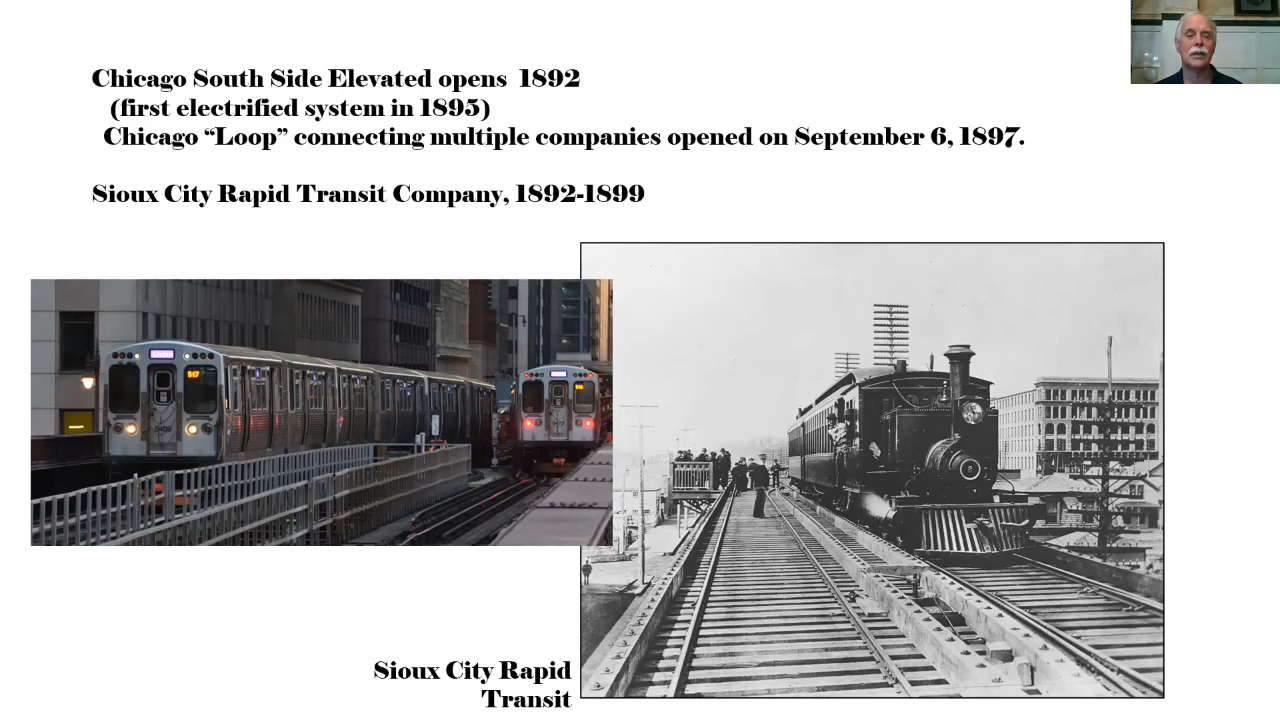 Chicago South Side Elevated opens 1892
(first electrified system in 1895)
Chicago “Loop” connecting multiple companies opened on September 6, 1897.
Sioux City Rapid Transit Company, 1892-1899
517
Sioux City Rapid
Transit